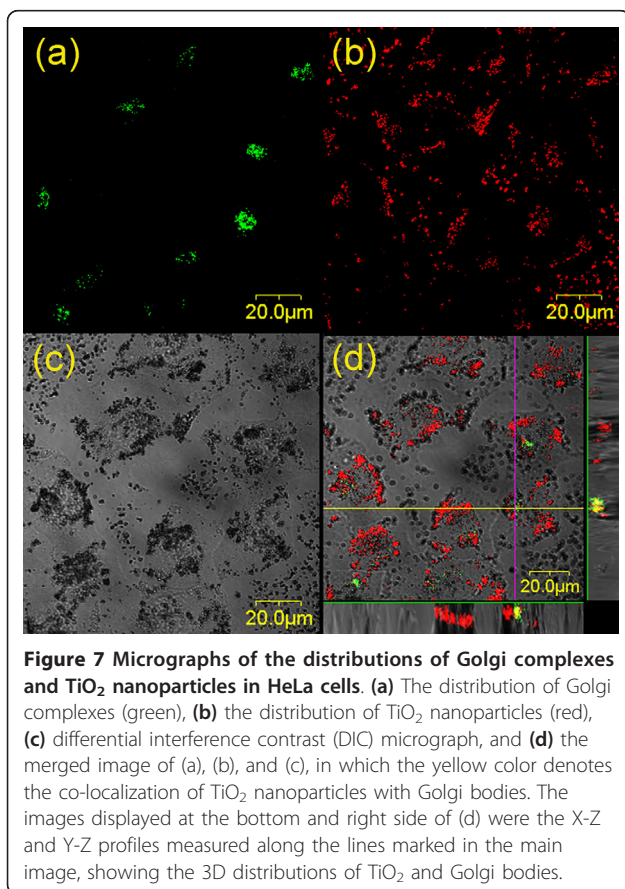 (a)
(b)
20.0µm
20.0µm
(c)
(d)
20.0µm
20.0µm
Figure 7 Micrographs of the distributions of Golgi complexes
and TiO₂ nanoparticles in HeLa cells. (a) The distribution of Golgi
complexes (green), (b) the distribution of TiO₂ nanoparticles (red),
(c) differential interference contrast (DIC) micrograph, and (d) the
merged image of (a), (b), and (c), in which the yellow color denotes
the co-localization of TiO₂ nanoparticles with Golgi bodies. The
images displayed at the bottom and right side of (d) were the X-Z
and Y-Z profiles measured along the lines marked in the main
image, showing the 3D distributions of TiO₂ and Golgi bodies.